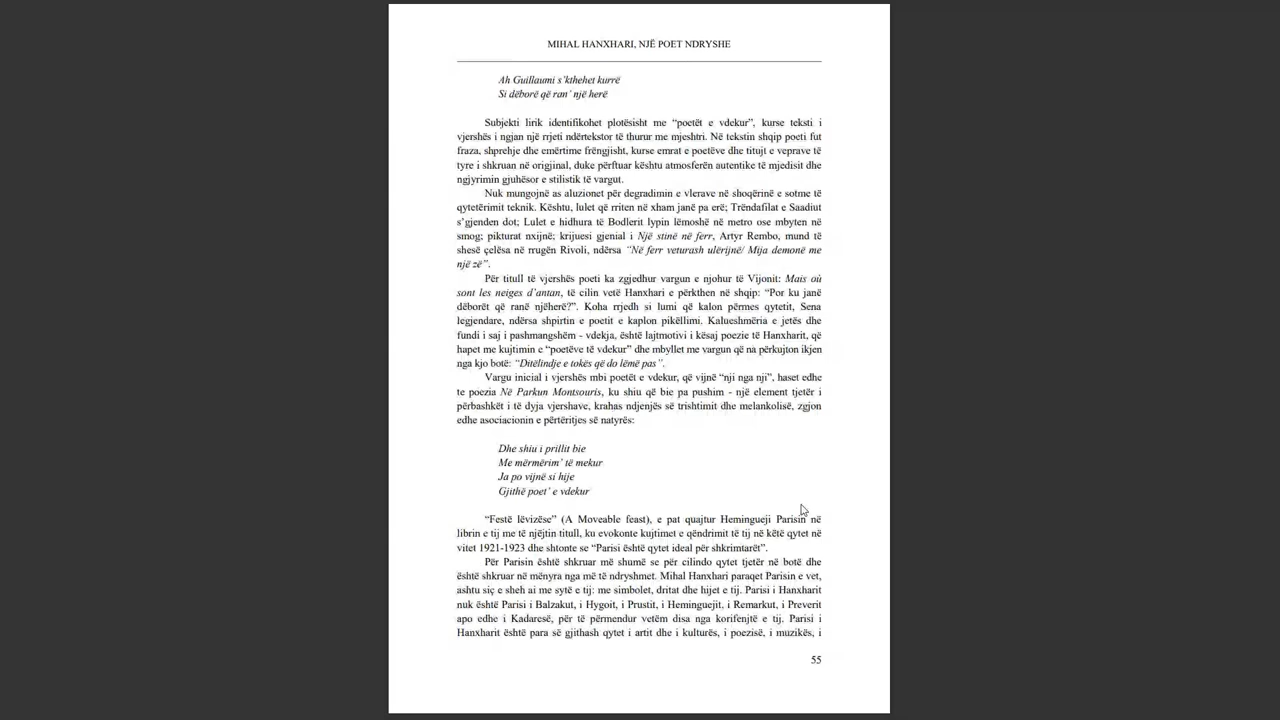 MIHAL HANXHARI, NJË POET NDRYSHE
Ah Guillaumi s’kthehet kurrë
Si dëborë që ran’ një herë
Subjekti lirik identifikohet plotësisht me “poetët e vdekur”, kurse teksti i
vjershës i ngjan një rrjeti ndërtekstor të thurur me mjeshtri. Në tekstin shqip poeti fut
fraza, shprehje dhe emërtime frëngjisht, kurse emrat e poetëve dhe titujt e veprave të
tyre i shkruan në origjinal, duke përftuar kështu atmosferën autentike të mjedisit dhe
ngjyrimin gjuhësor e stilistik të vargut.
Nuk mungojnë as aluzionet për degradimin e vlerave në shoqërinë e sotme të
qytetërimit teknik. Kështu, lulet që rriten në xham janë pa erë; Trëndafilat e Saadiut
s’gjenden dot; Lulet e hidhura të Bodlerit lypin lëmoshë në metro ose mbyten në
smog; pikturat nxijnë; krijuesi gjenial i Një stinë në ferr, Artyr Rembo, mund të
shesë çelësa në rrugën Rivoli, ndërsa “Në ferr veturash ulërijnë/ Mija demonë me
një zë”.
Për titull të vjershës poeti ka zgjedhur vargun e njohur të Vijonit: Mais où
sont les neiges d’antan, të cilin vetë Hanxhari e përkthen në shqip: “Por ku janë
dëborët që ranë njëherë?”. Koha rrjedh si lumi që kalon përmes qytetit, Sena
legjendare, ndërsa shpirtin e poetit e kaplon pikëllimi. Kalueshmëria e jetës dhe
fundi i saj i pashmangshëm - vdekja, është lajtmotivi i kësaj poezie të Hanxharit, që
hapet me kujtimin e “poetëve të vdekur” dhe mbyllet me vargun që na përkujton ikjen
nga kjo botë: “Ditëlindje e tokës që do lëmë pas”.
Vargu inicial i vjershës mbi poetët e vdekur, që vijnë “nji nga nji”, haset edhe
te poezia Në Parkun Montsouris, ku shiu që bie pa pushim - një element tjetër i
përbashkët i të dyja vjershave, krahas ndjenjës së trishtimit dhe melankolisë, zgjon
edhe asociacionin e përtëritjes së natyrës:
Dhe shiu i prillit bie
Me mërmërim’ të mekur
Ja po vijnë si hije
Gjithë poet’ e vdekur
“Festë lëvizëse” (A Moveable feast), e pat quajtur Hemingueji Parisin në
librin e tij me të njëjtin titull, ku evokonte kujtimet e qëndrimit të tij në këtë qytet në
vitet 1921-1923 dhe shtonte se “Parisi është qytet ideal për shkrimtarët”.
Për Parisin është shkruar më shumë se për cilindo qytet tjetër në botë dhe
është shkruar në mënyra nga më të ndryshmet. Mihal Hanxhari paraqet Parisin e vet,
ashtu siç e sheh ai me sytë e tij: me simbolet, dritat dhe hijet e tij. Parisi i Hanxharit
nuk është Parisi i Balzakut, i Hygoit, i Prustit, i Heminguejit, i Remarkut, i Preverit
apo edhe i Kadaresë, për të përmendur vetëm disa nga korifenjtë e tij. Parisi i
Hanxharit është para së gjithash qytet i artit dhe i kulturës, i poezisë, i muzikës, i
55